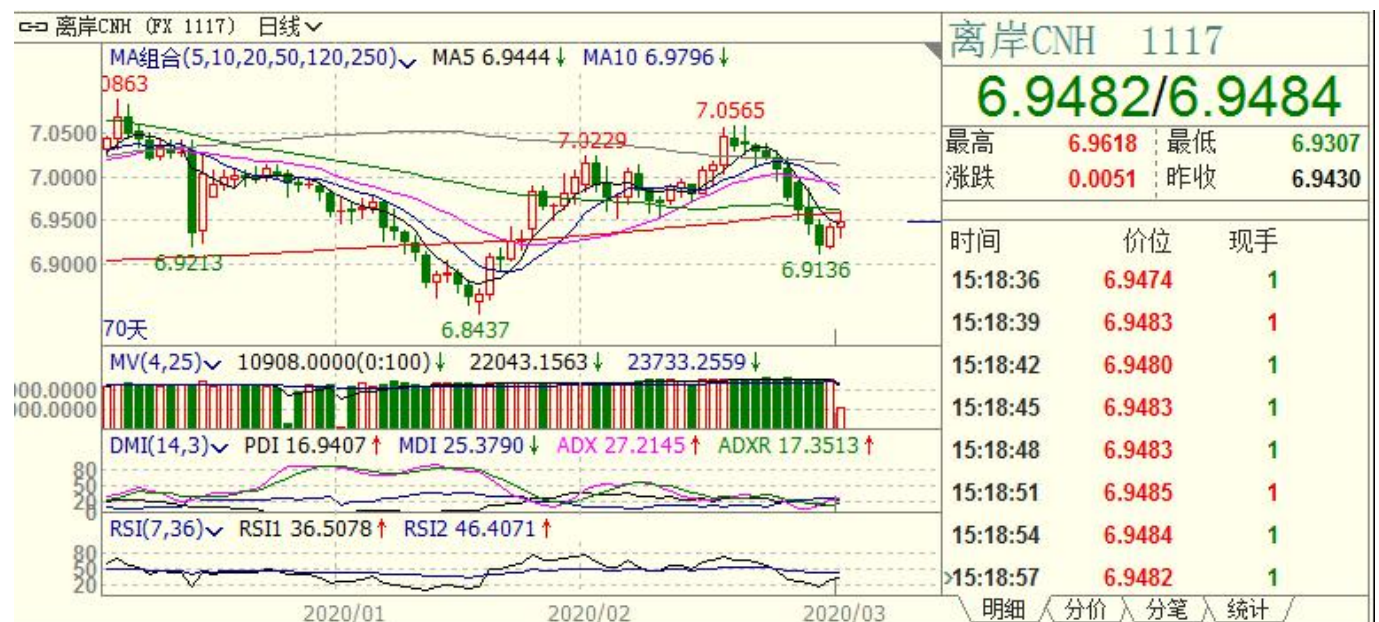 离岸CNH (FX 1117) 日线
MA组合(5,10,20,50,120,250) MA5 6.9444↓ MA10 6.9796↓
0863
7.0565
7.0229
7.0500
7.0000
6.9500
6.9000
6.9213
6.9136
6.8437
70天
MV(4,25) 10908.0000(0:100)↓ 22043.1563↓ 23733.2559↓
000.0000
000.0000
DMI(14,3) PDI 16.9407↑ MDI 25.3790↓ ADX 27.2145↑ ADXR 17.3513↑
80
50
20
0
RSI(7,36) RSI1 36.5078↑ RSI2 46.4071↑
80
50
20
2020/01 2020/02 2020/03
离岸CNH 1117
6.9482/6.9484
最高 6.9618 最低 6.9307
涨跌 0.0051 昨收 6.9430
时间 价位 现手
15:18:36 6.9474 1
15:18:39 6.9483 1
15:18:42 6.9480 1
15:18:45 6.9483 1
15:18:48 6.9483 1
15:18:51 6.9485 1
15:18:54 6.9484 1
15:18:57 6.9482 1
明细 分价 分笔 统计